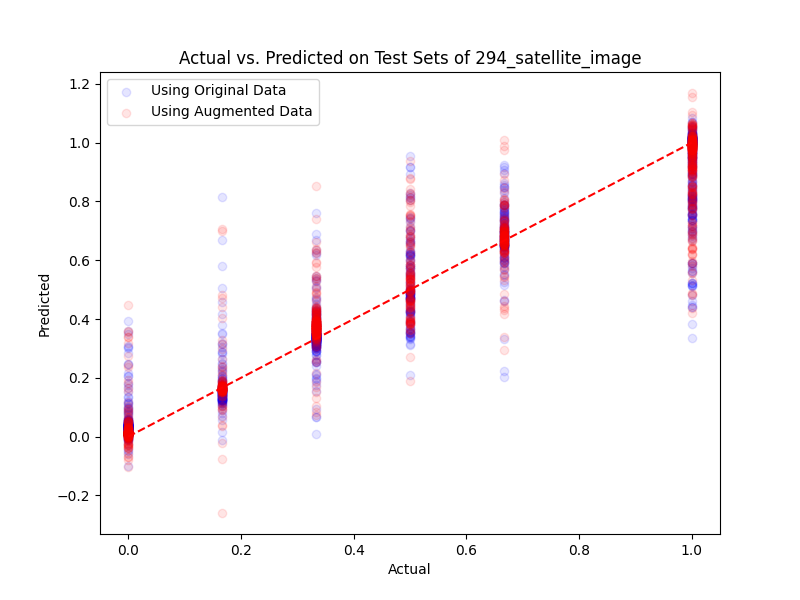 Actual vs. Predicted on Test Sets of 294_satellite_image
Using Original Data
Using Augmented Data
Predicted
1.2
1.0
0.8
0.6
0.4
0.2
0.0
−0.2
0.0 0.2 0.4 0.6 0.8 1.0
Actual